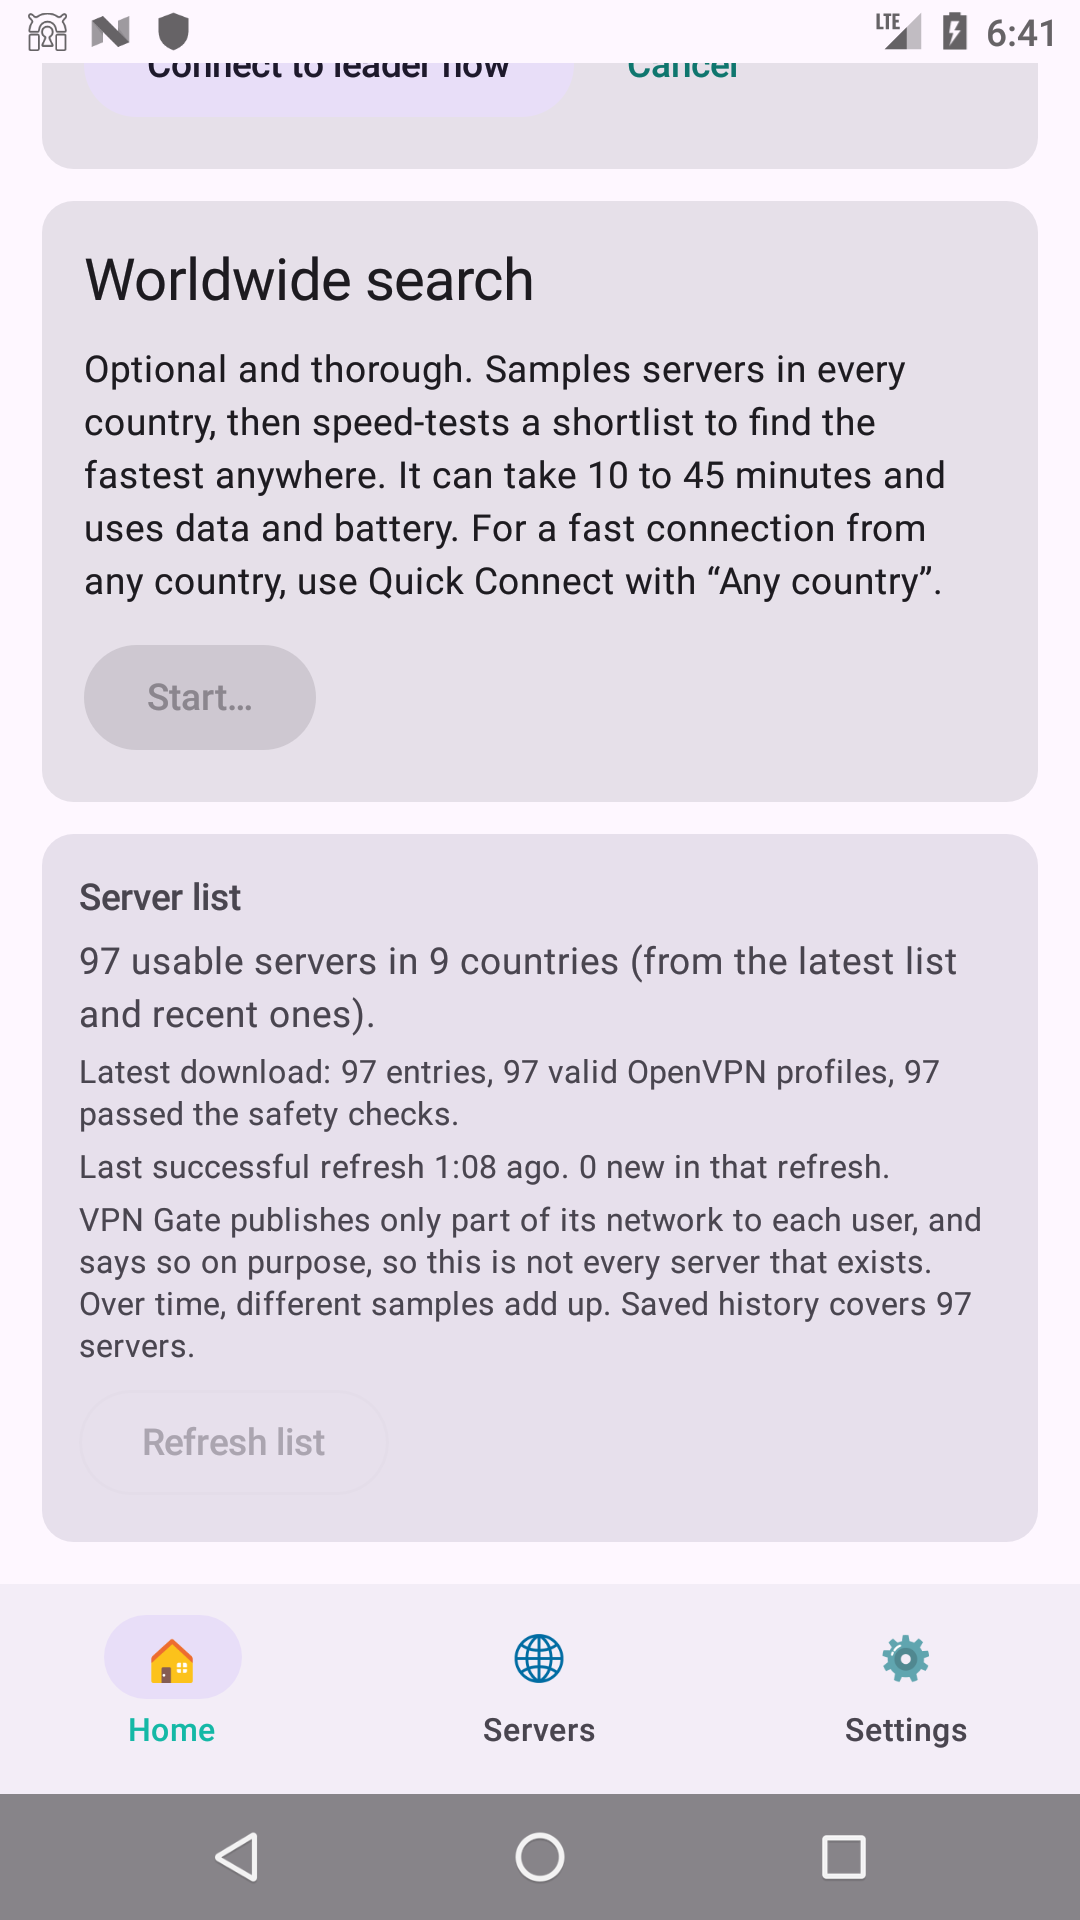 LTE 6:41
Connect to leader now Cancel
Worldwide search
Optional and thorough. Samples servers in every
country, then speed-tests a shortlist to find the
fastest anywhere. It can take 10 to 45 minutes and
uses data and battery. For a fast connection from
any country, use Quick Connect with “Any country”.
Start…
Server list
97 usable servers in 9 countries (from the latest list
and recent ones).
Latest download: 97 entries, 97 valid OpenVPN profiles, 97
passed the safety checks.
Last successful refresh 1:08 ago. 0 new in that refresh.
VPN Gate publishes only part of its network to each user, and
says so on purpose, so this is not every server that exists.
Over time, different samples add up. Saved history covers 97
servers.
Refresh list
Home Servers Settings